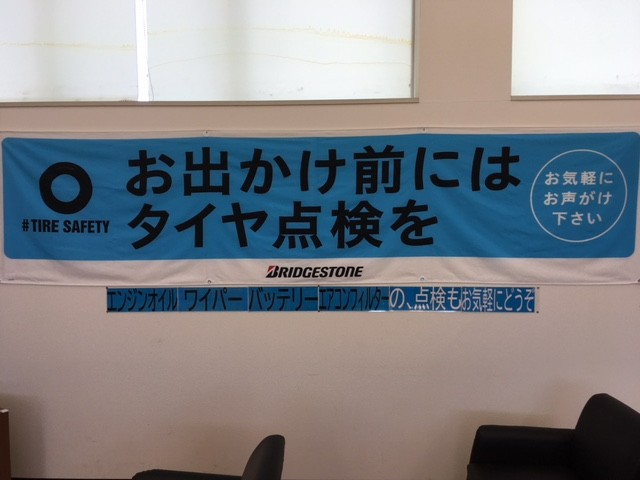 #TIRE SAFETY
お出かけ前には
タイヤ点検を
お気軽に
お声がけ
下さい
BRIDGESTONE
エンジンオイル ワイパー バッテリー エアコンフィルター の、点検もお気軽にどうぞ